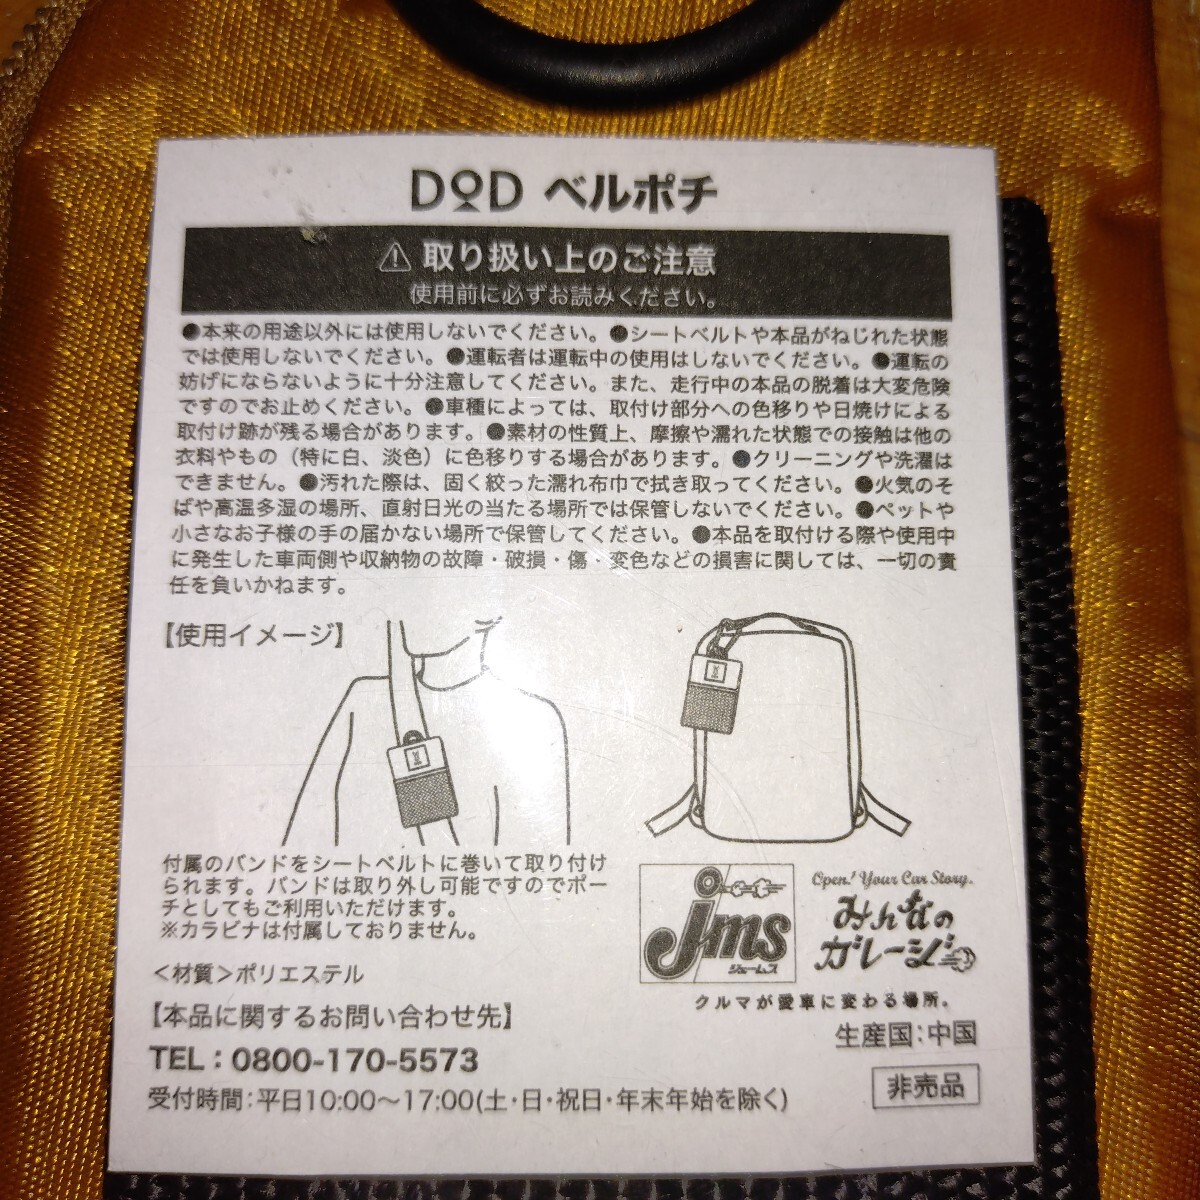 DOD ベルポチ
⚠ 取り扱い上のご注意
使用前に必ずお読みください。
●本来の用途以外には使用しないでください。●シートベルトや本品がねじれた状態
では使用しないでください。●運転者は運転中の使用はしないでください。●運転の
妨げにならないように十分注意してください。また、走行中の本品の脱着は大変危険
ですのでお止めください。●車種によっては、取付け部分への色移りや日焼けによる
取付け跡が残る場合があります。●素材の性質上、摩擦や濡れた状態での接触は他の
衣料やもの（特に白、淡色）に色移りする場合があります。●クリーニングや洗濯は
できません。●汚れた際は、固く絞った濡れ布巾で拭き取ってください。●火気のそ
ばや高温多湿の場所、直射日光の当たる場所では保管しないでください。●ペットや
小さなお子様の手の届かない場所で保管してください。●本品を取付ける際や使用中
に発生した車両側や収納物の故障・破損・傷・変色などの損害に関しては、一切の責
任を負いかねます。
【使用イメージ】
付属のバンドをシートベルトに巻いて取り付け
られます。バンドは取り外し可能ですのでポー
チとしてもご利用いただけます。
※カラビナは付属しておりません。
jms
ジェームス
Open! Your Car Story.
みんなの
ガレージ
クルマが愛車に変わる場所。
＜材質＞ポリエステル
【本品に関するお問い合わせ先】
生産国：中国
TEL：0800-170-5573
受付時間：平日10:00～17:00(土・日・祝日・年末年始を除く)
非売品